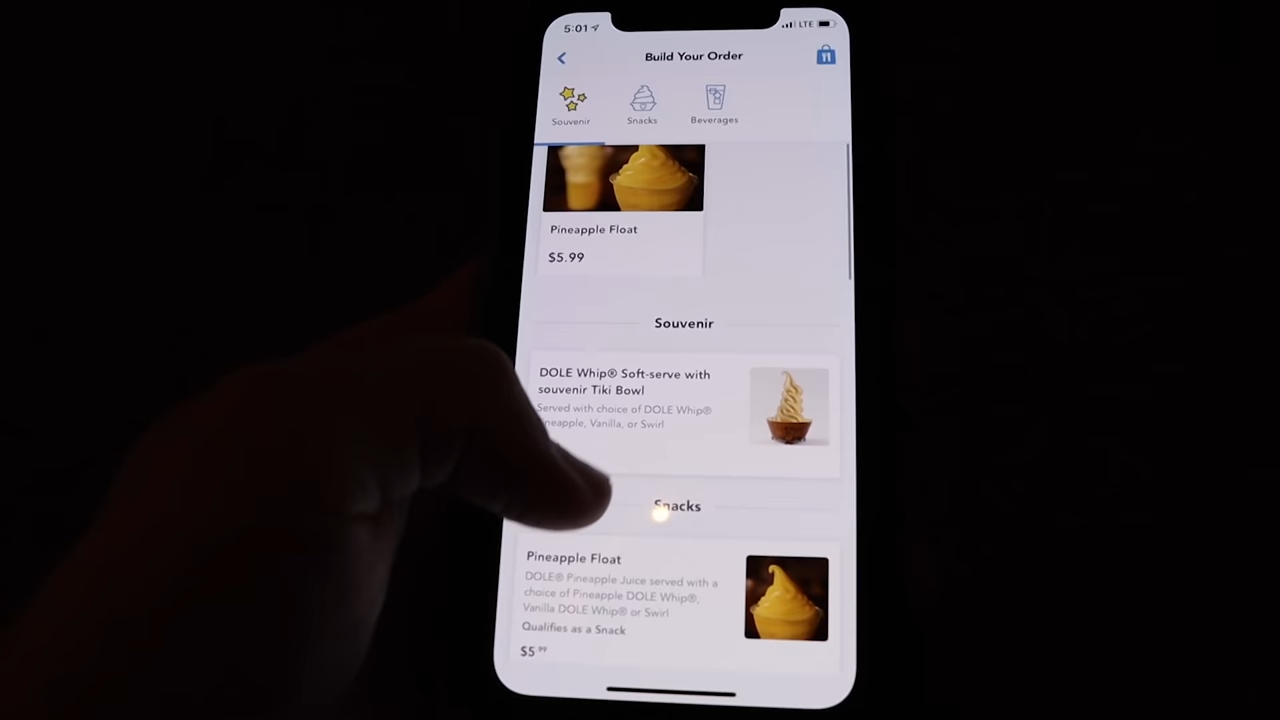 5:01
LTE
Build Your Order
Souvenir
Snacks
Beverages
Pineapple Float
$5.99
Souvenir
DOLE Whip® Soft-serve with
souvenir Tiki Bowl
Served with choice of DOLE Whip®
neapple, Vanilla, or Swirl
Snacks
Pineapple Float
DOLE® Pineapple Juice served with a
choice of Pineapple DOLE Whip®,
Vanilla DOLE Whip® or Swirl
Qualifies as a Snack
$5 99